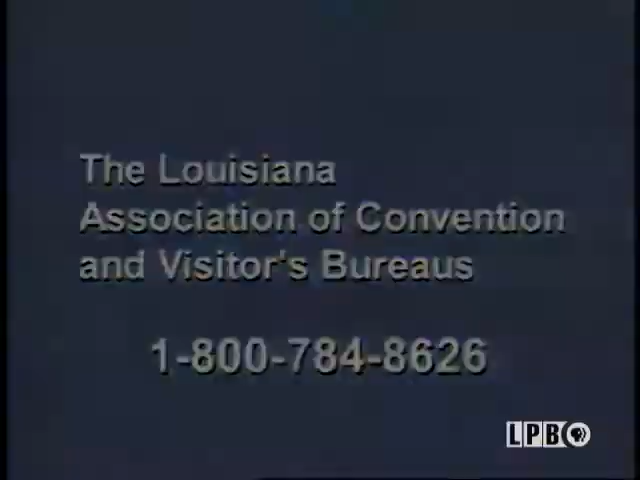 The Louisiana
Association of Convention
and Visitor's Bureaus
1-800-784-8626
LPB